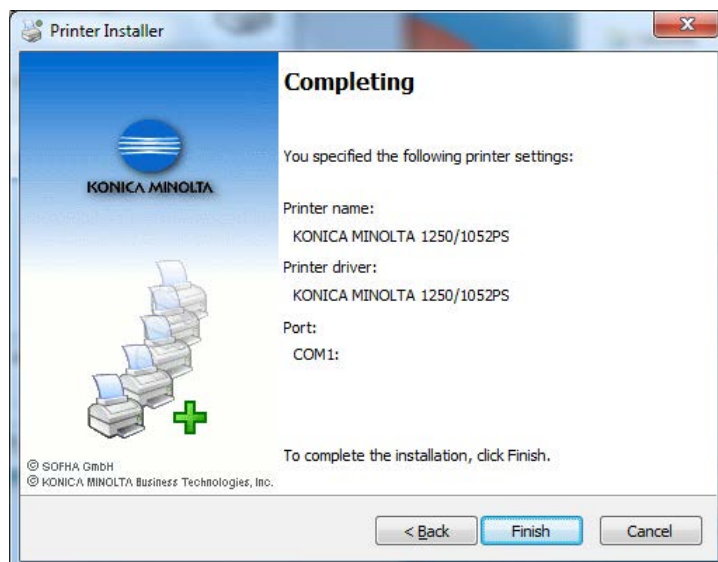 Printer Installer
Completing
KONICA MINOLTA
You specified the following printer settings:
Printer name:
KONICA MINOLTA 1250/1052PS
Printer driver:
KONICA MINOLTA 1250/1052PS
Port:
COM1:
To complete the installation, click Finish.
© SOFHA GmbH
© KONICA MINOLTA Business Technologies, Inc.
< Back
Finish
Cancel